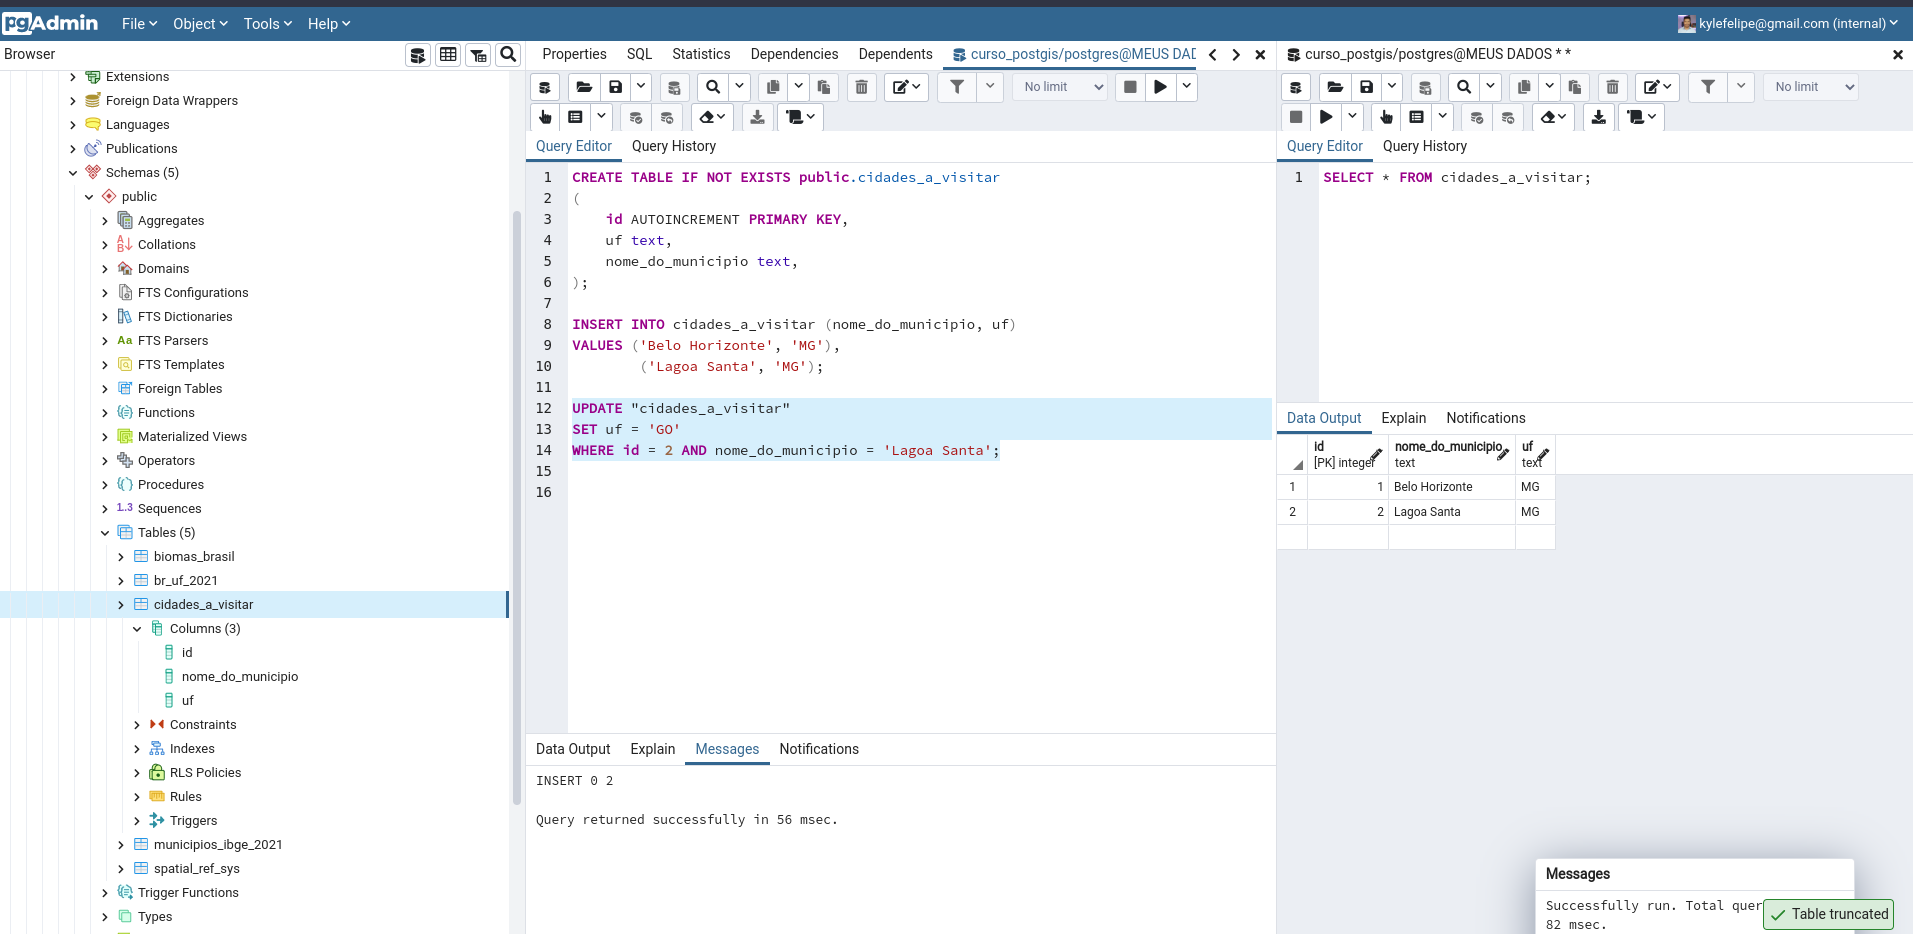 pgAdmin File Object Tools Help kylefelipe@gmail.com (internal)
Browser
Extensions
Foreign Data Wrappers
Languages
Publications
Schemas (5)
public
Aggregates
Collations
Domains
FTS Configurations
FTS Dictionaries
Aa FTS Parsers
FTS Templates
Foreign Tables
Functions
Materialized Views
Operators
Procedures
1..3 Sequences
Tables (5)
biomas_brasil
br_uf_2021
cidades_a_visitar
Columns (3)
id
nome_do_municipio
uf
Constraints
Indexes
RLS Policies
Rules
Triggers
municipios_ibge_2021
spatial_ref_sys
Trigger Functions
Types
Properties SQL Statistics Dependencies Dependents curso_postgis/postgres@MEUS DAD
No limit
Query Editor Query History
1 CREATE TABLE IF NOT EXISTS public.cidades_a_visitar
2 (
3 id AUTOINCREMENT PRIMARY KEY,
4 uf text,
5 nome_do_municipio text,
6 );
7
8 INSERT INTO cidades_a_visitar (nome_do_municipio, uf)
9 VALUES ('Belo Horizonte', 'MG'),
10 ('Lagoa Santa', 'MG');
11
12 UPDATE "cidades_a_visitar"
13 SET uf = 'GO'
14 WHERE id = 2 AND nome_do_municipio = 'Lagoa Santa';
15
16
Data Output Explain Messages Notifications
INSERT 0 2
Query returned successfully in 56 msec.
curso_postgis/postgres@MEUS DADOS * *
No limit
Query Editor Query History
1 SELECT * FROM cidades_a_visitar;
Data Output Explain Notifications
id nome_do_municipio uf
[PK] integer text text
1 1 Belo Horizonte MG
2 2 Lagoa Santa MG
Messages
Successfully run. Total quer
82 msec.
Table truncated